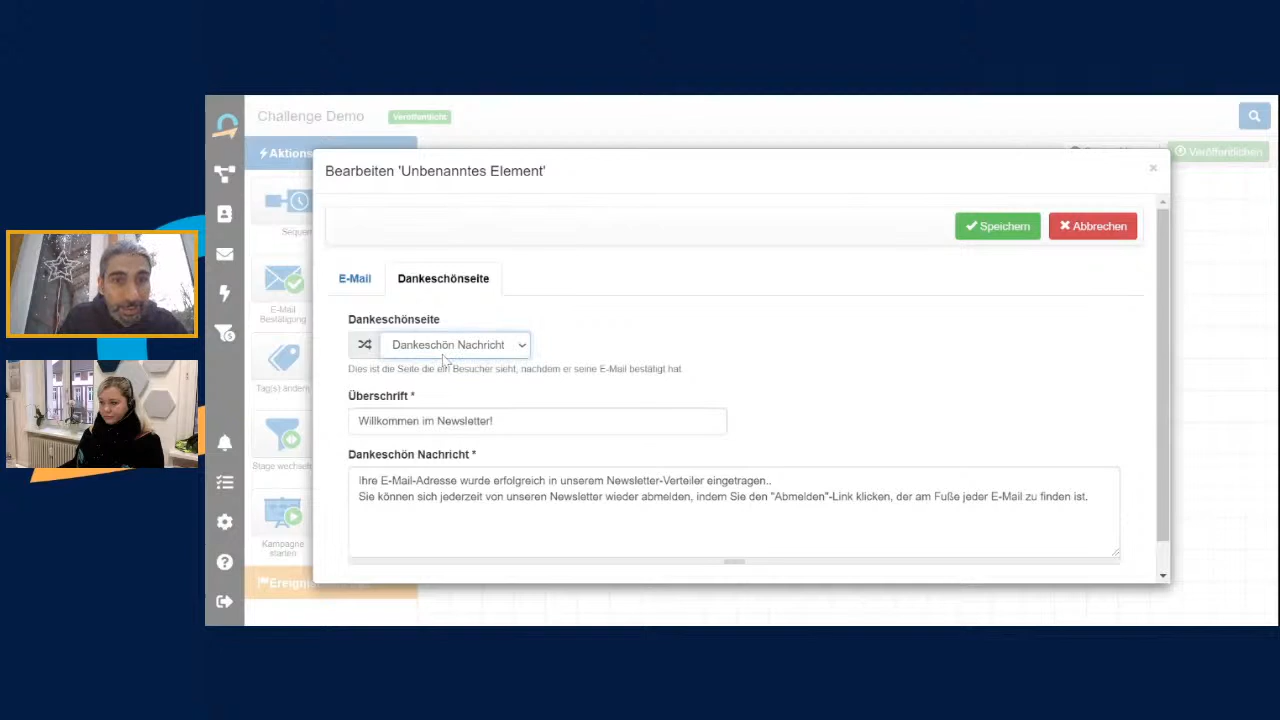 Challenge Demo
Veröffentlicht
Aktions
Veröffentlichen
Bearbeiten 'Unbenanntes Element'
×
Speichern
Abbrechen
E-Mail
Dankeschönseite
Dankeschönseite
Dankeschön Nachricht
Dies ist die Seite die ein Besucher sieht, nachdem er seine E-Mail bestätigt hat
Überschrift *
Willkommen im Newsletter!
Dankeschön Nachricht *
Ihre E-Mail-Adresse wurde erfolgreich in unserem Newsletter-Verteiler eingetragen..
Sie können sich jederzeit von unseren Newsletter wieder abmelden, indem Sie den "Abmelden"-Link klicken, der am Fuße jeder E-Mail zu finden ist.
Sequen
E-Mail
Bestätigung
Tag(s) ändern
Stage wechseln
Kampagne
starten
Ereign